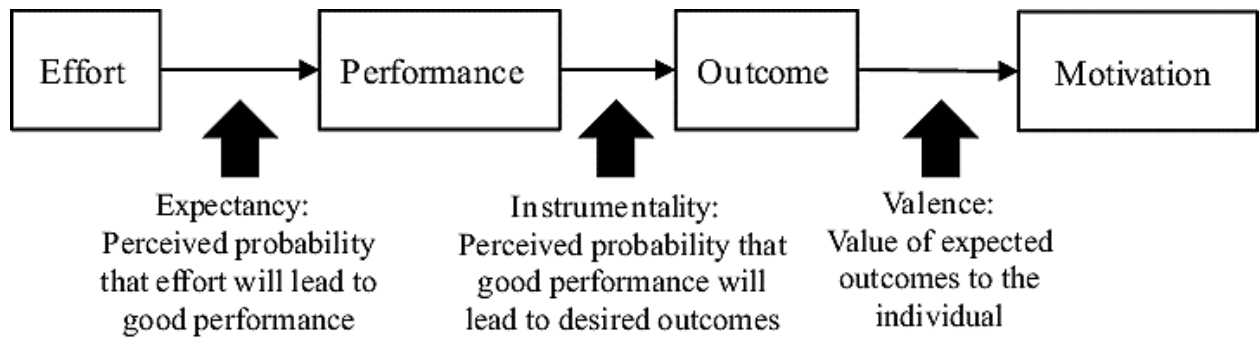 Effort
Performance
Outcome
Motivation
Expectancy:
Perceived probability
that effort will lead to
good performance
Instrumentality:
Perceived probability that
good performance will
lead to desired outcomes
Valence:
Value of expected
outcomes to the
individual